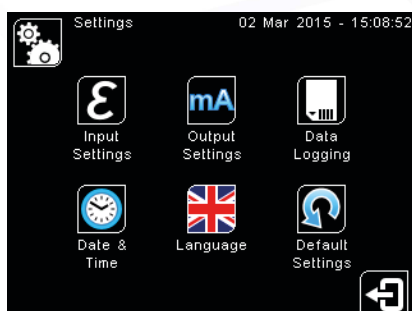 Settings
02 Mar 2015 - 15:08:52
ε
mA
Input
Settings
Output
Settings
Data
Logging
Date &
Time
Language
Default
Settings